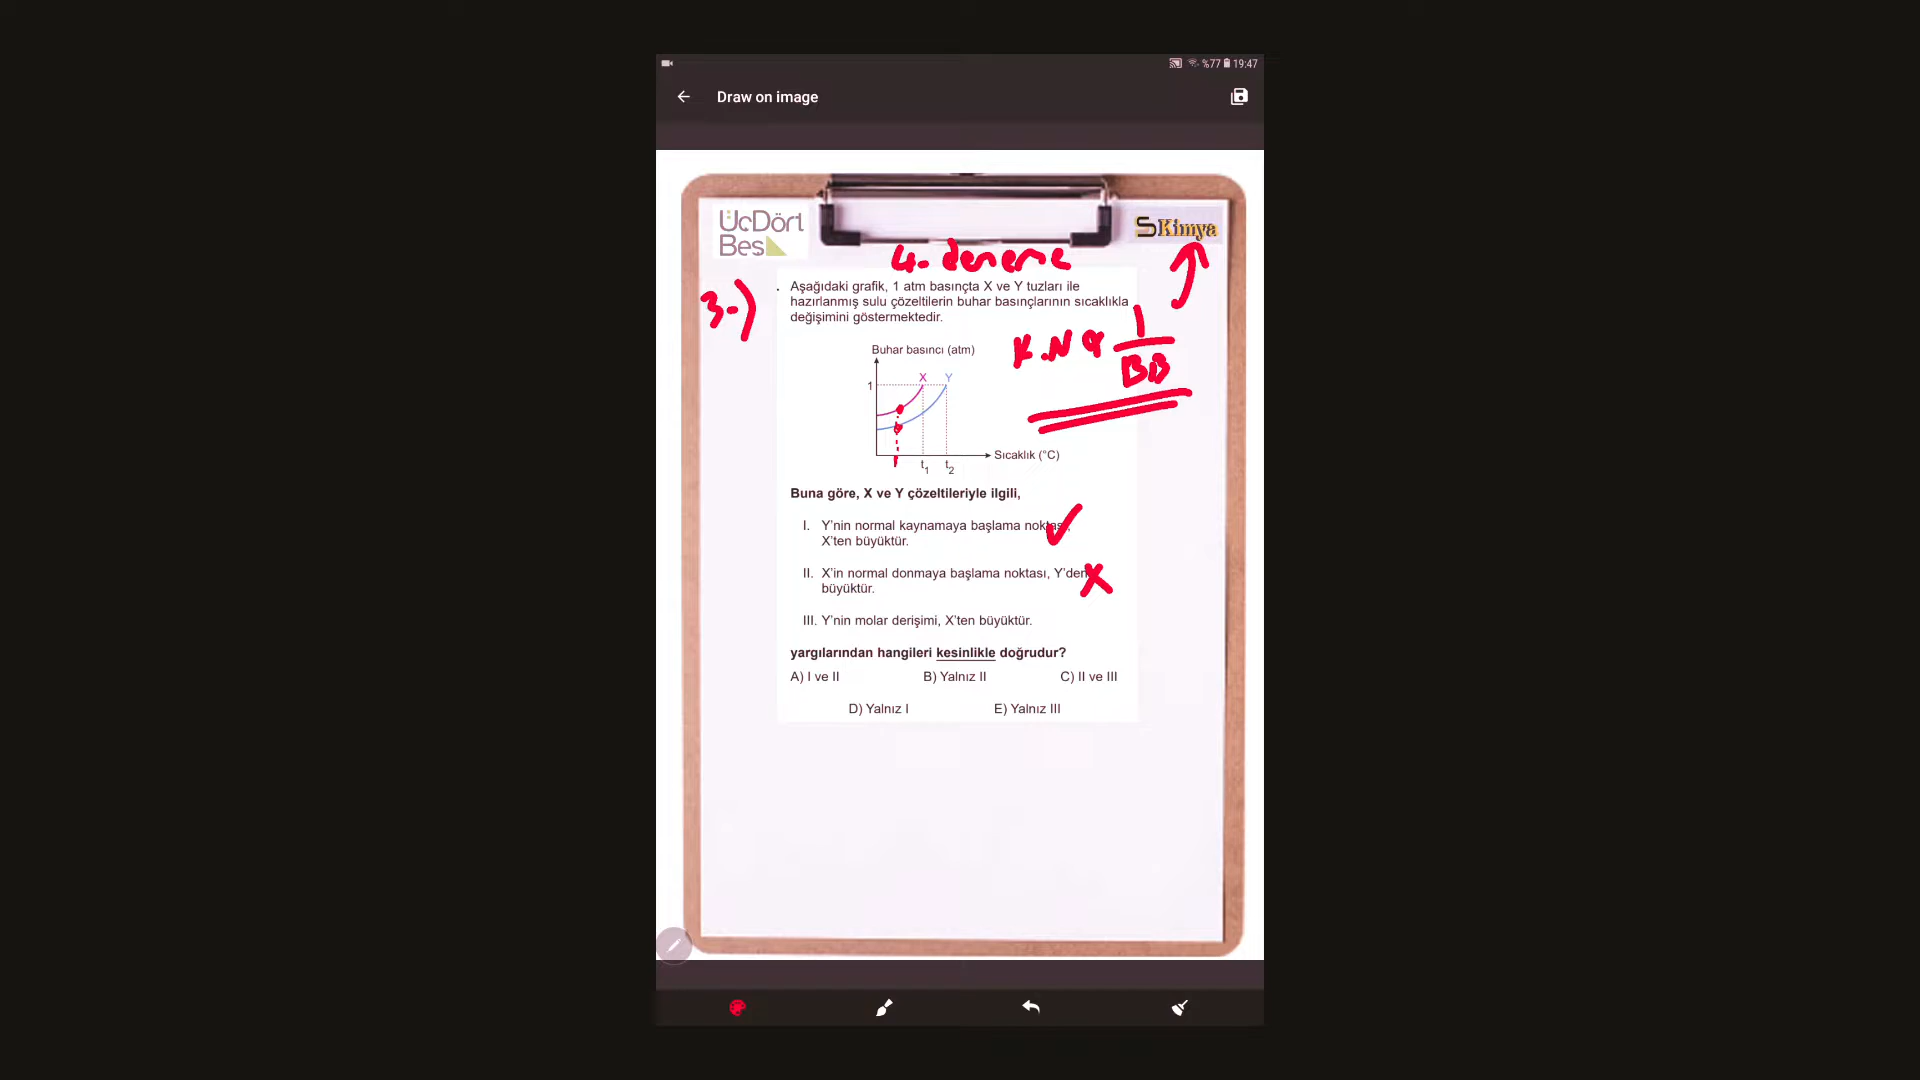 %77 19:47
Draw on image
ÜçDört
Beş
SKimya
4. deneme
3-)
Aşağıdaki grafik, 1 atm basınçta X ve Y tuzları ile
hazırlanmış sulu çözeltilerin buhar basınçlarının sıcaklıkla
değişimini göstermektedir.
K.N α 1/BB
Buhar basıncı (atm)
X Y
1
Sıcaklık (°C)
t1 t2
Buna göre, X ve Y çözeltileriyle ilgili,
I. Y'nin normal kaynamaya başlama noktası,
X'ten büyüktür.
II. X'in normal donmaya başlama noktası, Y'den
büyüktür.
III. Y'nin molar derişimi, X'ten büyüktür.
yargılarından hangileri kesinlikle doğrudur?
A) I ve II B) Yalnız II C) II ve III
D) Yalnız I E) Yalnız III